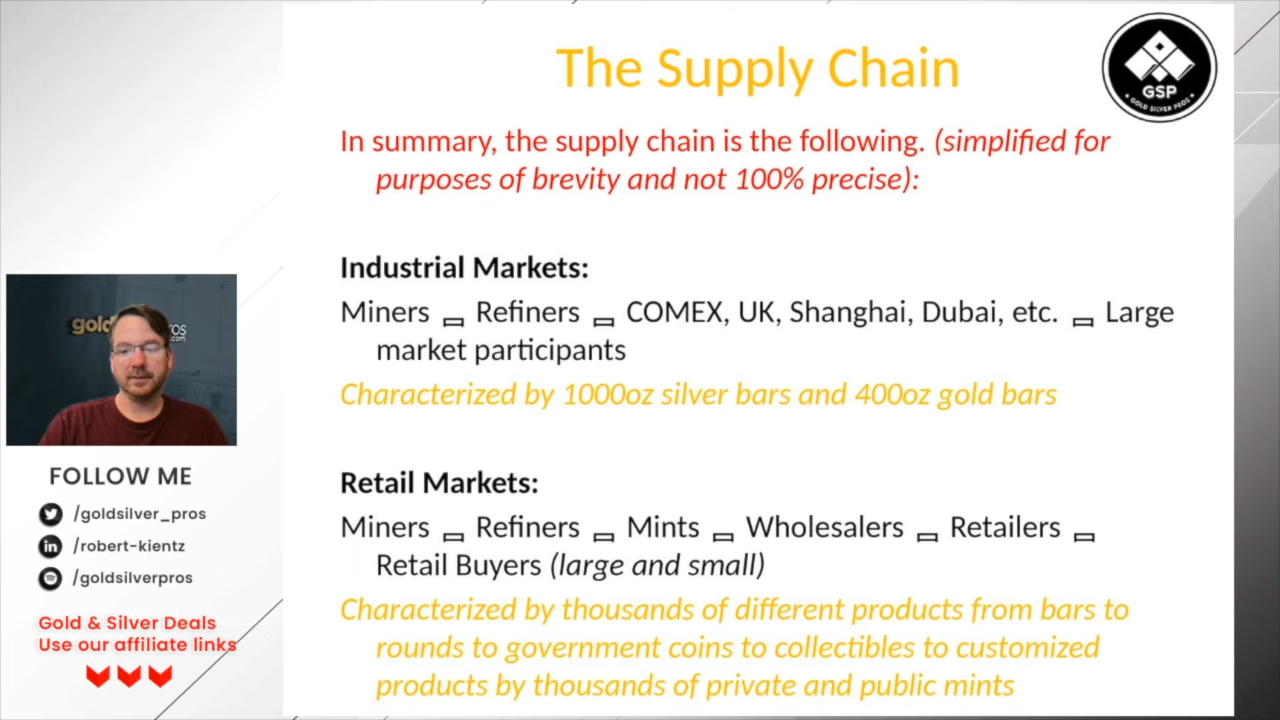 The Supply Chain
GSP
GOLD SILVER PROS
In summary, the supply chain is the following. (simplified for
purposes of brevity and not 100% precise):
Industrial Markets:
Miners Refiners COMEX, UK, Shanghai, Dubai, etc. Large
market participants
Characterized by 1000oz silver bars and 400oz gold bars
Retail Markets:
Miners Refiners Mints Wholesalers Retailers
Retail Buyers (large and small)
Characterized by thousands of different products from bars to
rounds to government coins to collectibles to customized
products by thousands of private and public mints
gold
ros
.com
FOLLOW ME
/goldsilver_pros
in /robert-kientz
/goldsilverpros
Gold & Silver Deals
Use our affiliate links